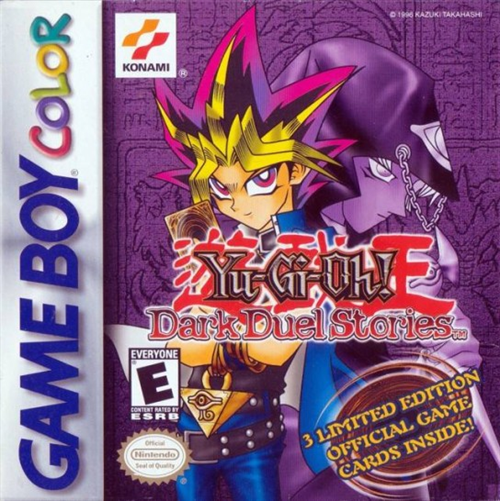 © 1996 KAZUKI TAKAHASHI
KONAMI
®
GAME BOY COLOR
遊戯王
Yu-Gi-Oh!
Dark Duel Stories™
EVERYONE
E
CONTENT RATED BY
ESRB
Official
Nintendo
Seal of Quality
3 LIMITED EDITION
OFFICIAL GAME
CARDS INSIDE!